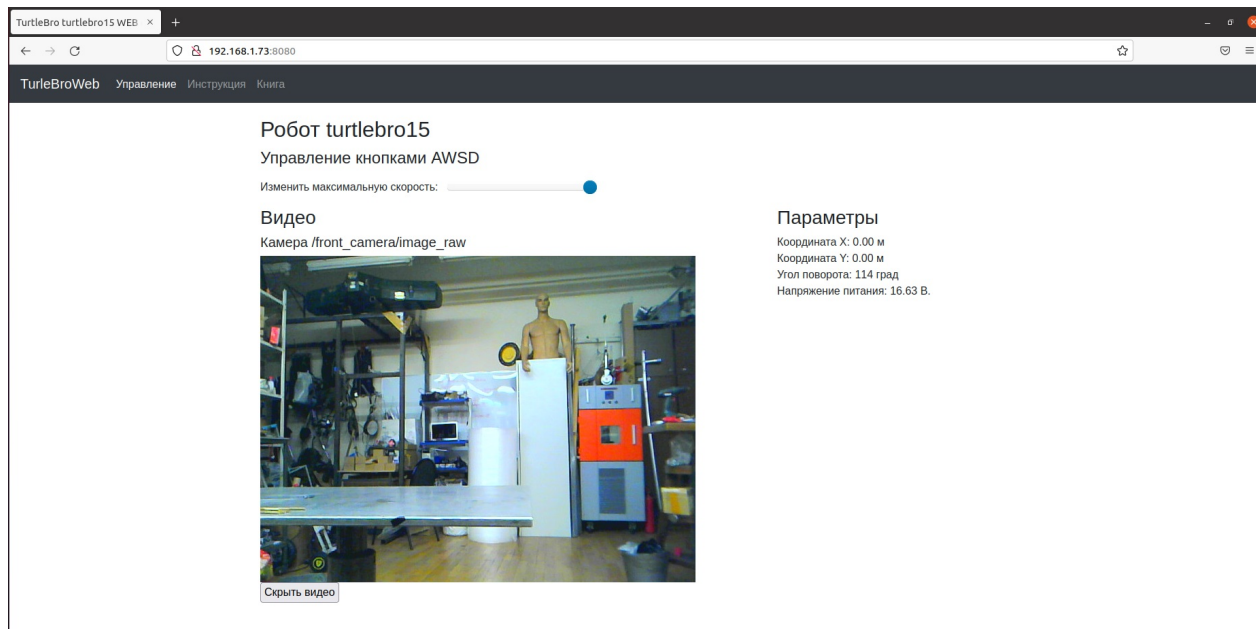 TurtleBro turtlebro15 WEB
192.168.1.73:8080
TurleBroWeb Управление Инструкция Книга
Робот turtlebro15
Управление кнопками AWSD
Изменить максимальную скорость:
Видео
Камера /front_camera/image_raw
Скрыть видео
Параметры
Координата X: 0.00 м
Координата Y: 0.00 м
Угол поворота: 114 град
Напряжение питания: 16.63 В.